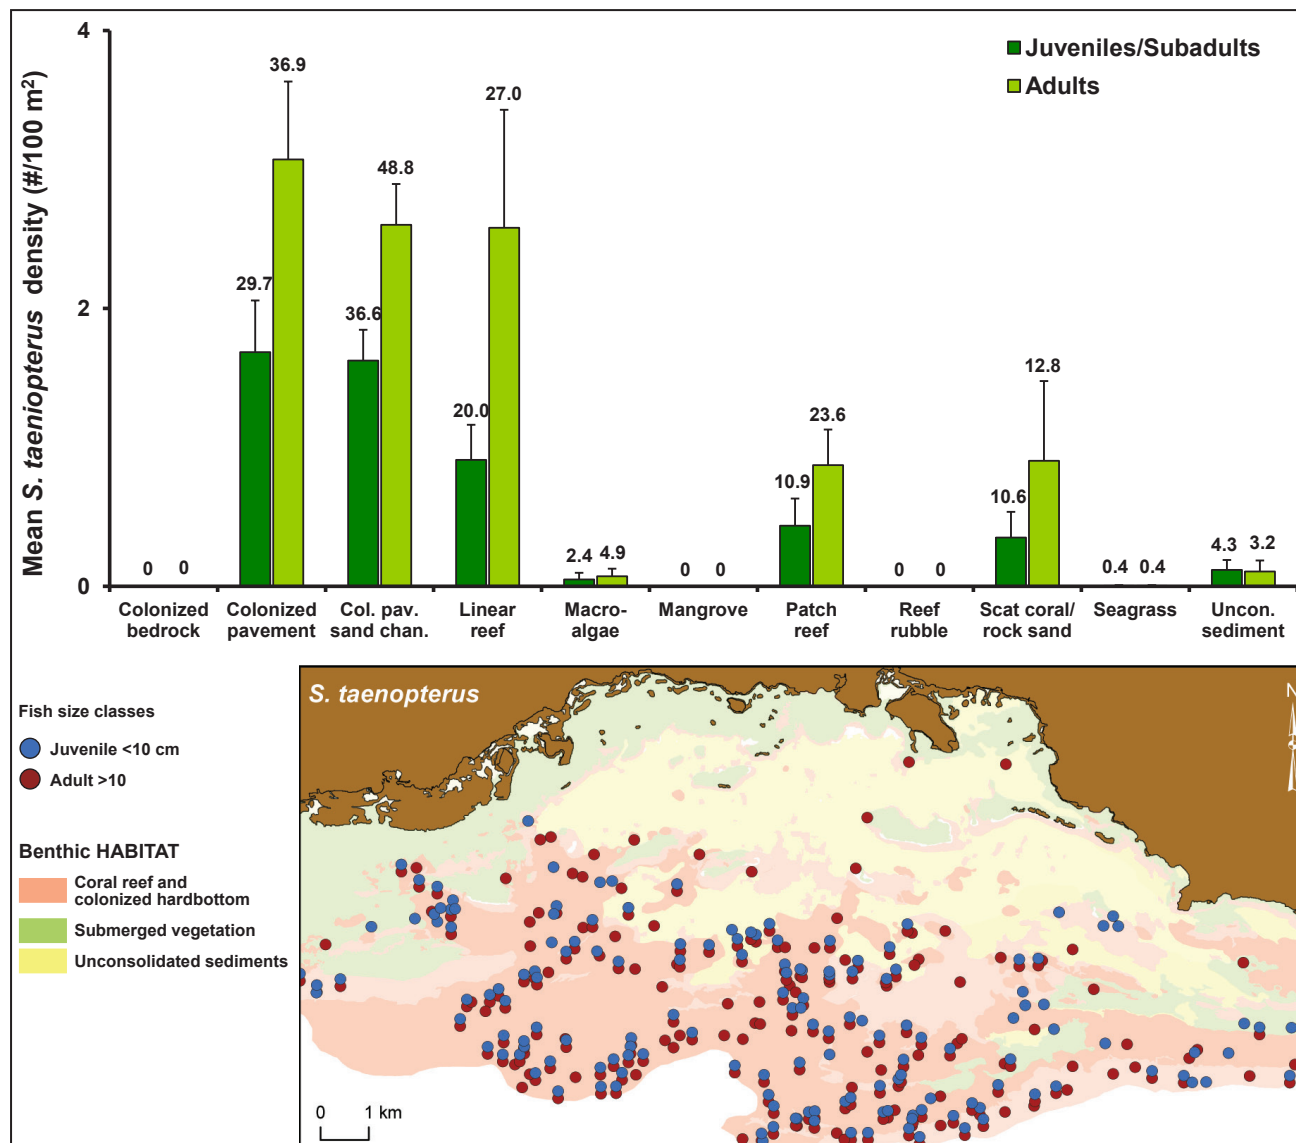 4
2
0
Mean S. taeniopterus density (#/100 m²)
Juveniles/Subadults
Adults
0 0
29.7 36.9
36.6 48.8
20.0 27.0
2.4 4.9
0 0
10.9 23.6
0 0
10.6 12.8
0.4 0.4
4.3 3.2
Colonized
bedrock
Colonized
pavement
Col. pav.
sand chan.
Linear
reef
Macro-
algae
Mangrove
Patch
reef
Reef
rubble
Scat coral/
rock sand
Seagrass
Uncon.
sediment
Fish size classes
Juvenile <10 cm
Adult >10
Benthic HABITAT
Coral reef and
colonized hardbottom
Submerged vegetation
Unconsolidated sediments
S. taenopterus
N
0 1 km